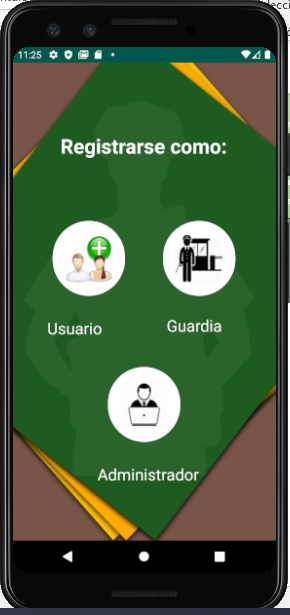 11:25
Registrarse como:
Usuario
Guardia
Administrador